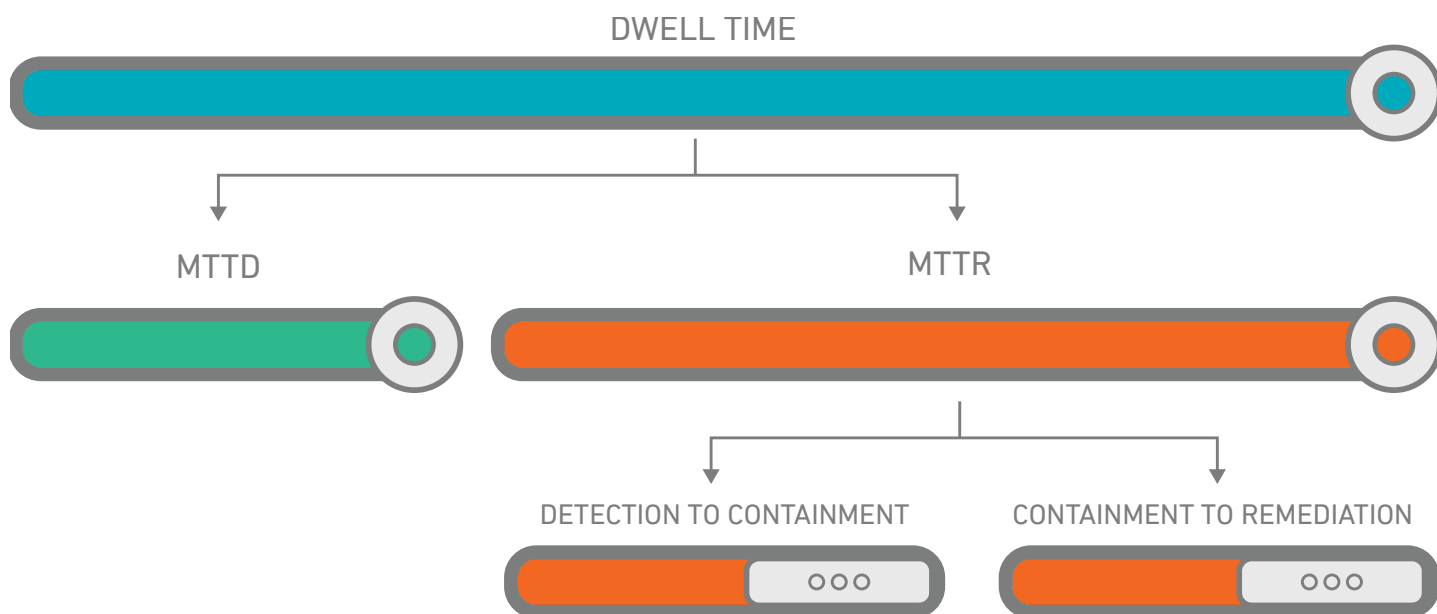 DWELL TIME
MTTD
MTTR
DETECTION TO CONTAINMENT
CONTAINMENT TO REMEDIATION